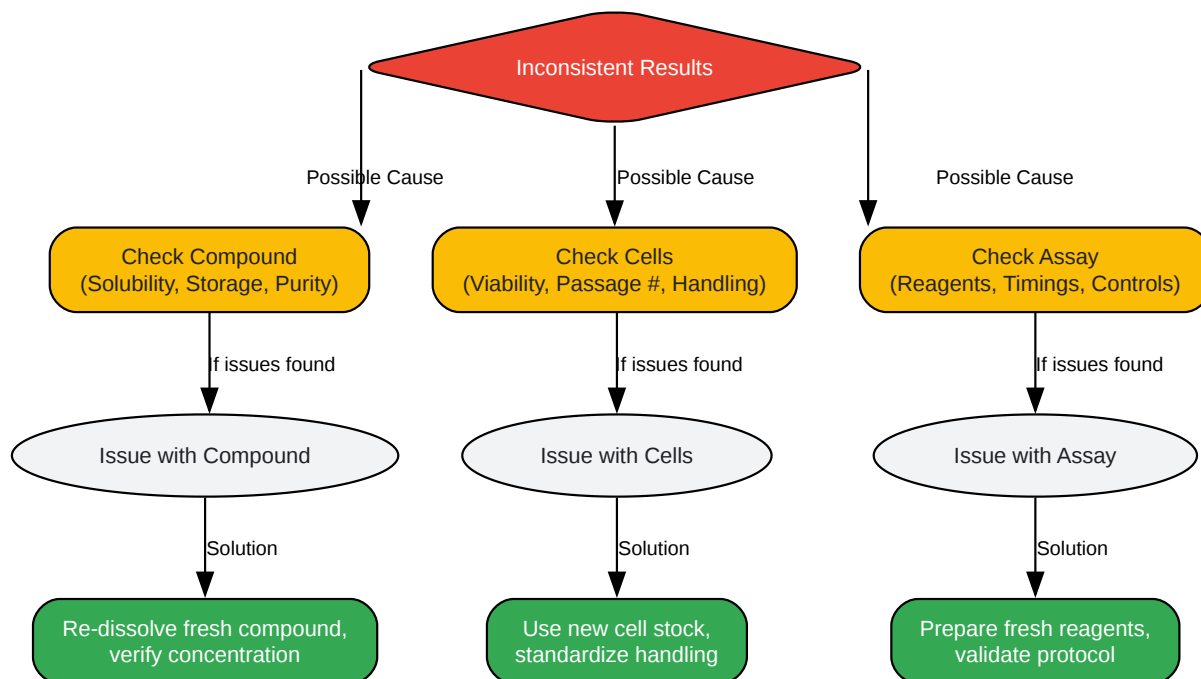 Inconsistent Results
Possible Cause
Possible Cause
Possible Cause
Check Compound
(Solubility, Storage, Purity)
Check Cells
(Viability, Passage #, Handling)
Check Assay
(Reagents, Timings, Controls)
If issues found
If issues found
If issues found
Issue with Compound
Issue with Cells
Issue with Assay
Solution
Solution
Solution
Re-dissolve fresh compound,
verify concentration
Use new cell stock,
standardize handling
Prepare fresh reagents,
validate protocol